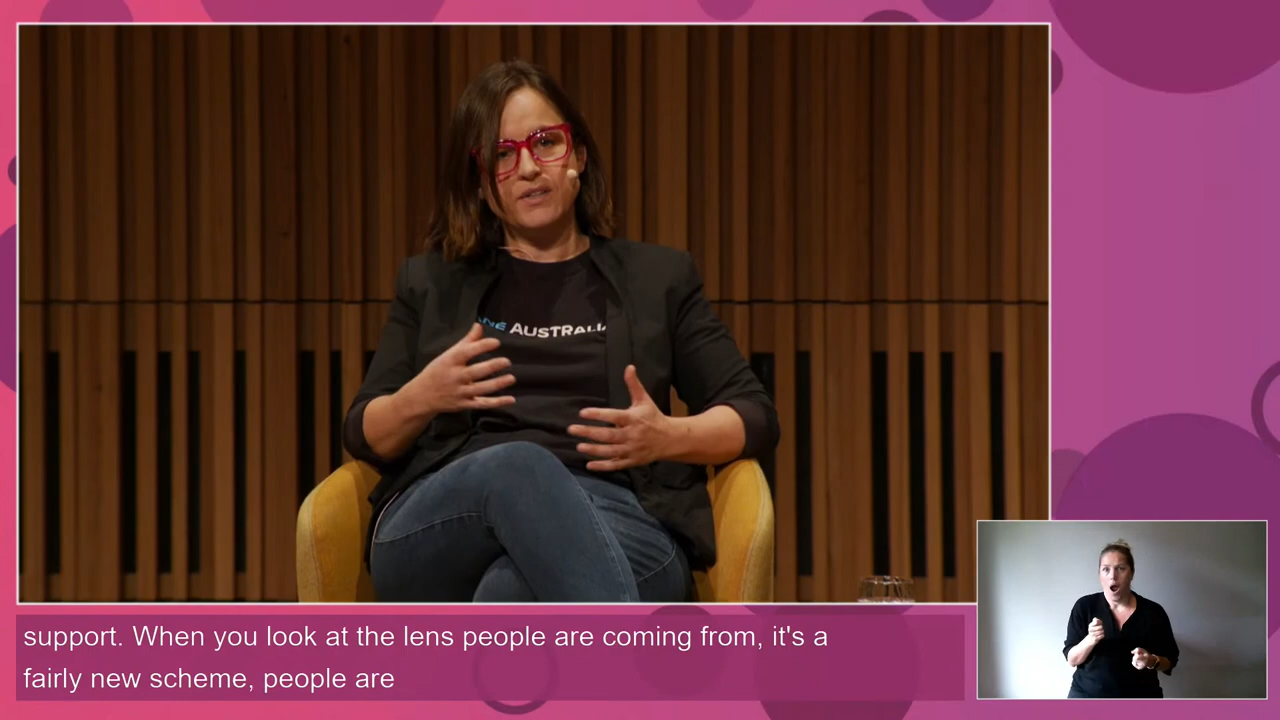 AUSTRALIA
support. When you look at the lens people are coming from, it's a
fairly new scheme, people are